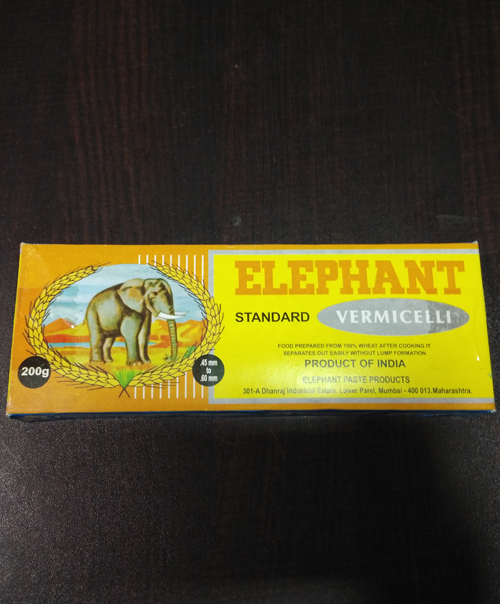 ELEPHANT
STANDARD VERMICELLI
FOOD PREPARED FROM 100% WHEAT AFTER COOKING IT
SEPARATES OUT EASILY WITHOUT LUMP FORMATION
PRODUCT OF INDIA
ELEPHANT PASTE PRODUCTS
301-A Dhanraj Industrial Estate, Lower Parel, Mumbai - 400 013.Maharashtra.
200g
.45 mm
to
.60 mm